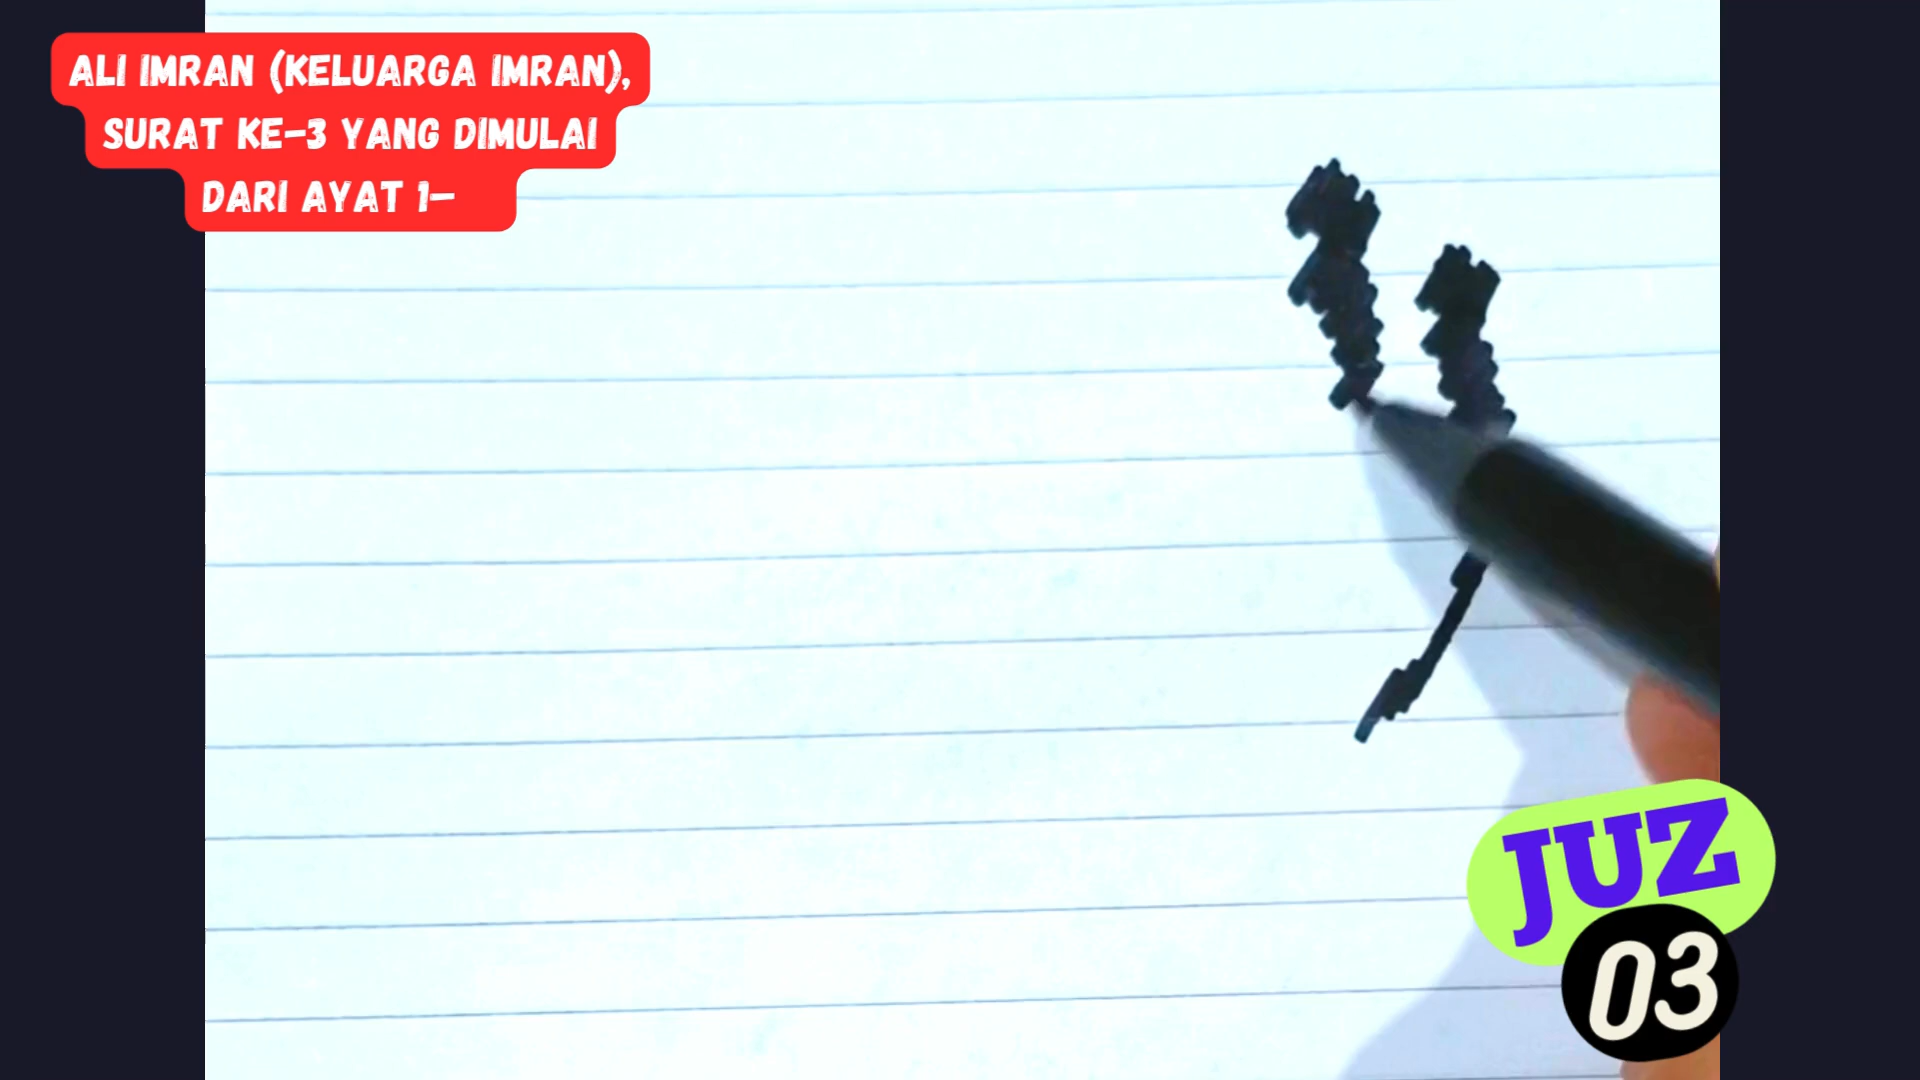 ALI IMRAN (KELUARGA IMRAN),
SURAT KE-3 YANG DIMULAI
DARI AYAT 1-
JUZ
03